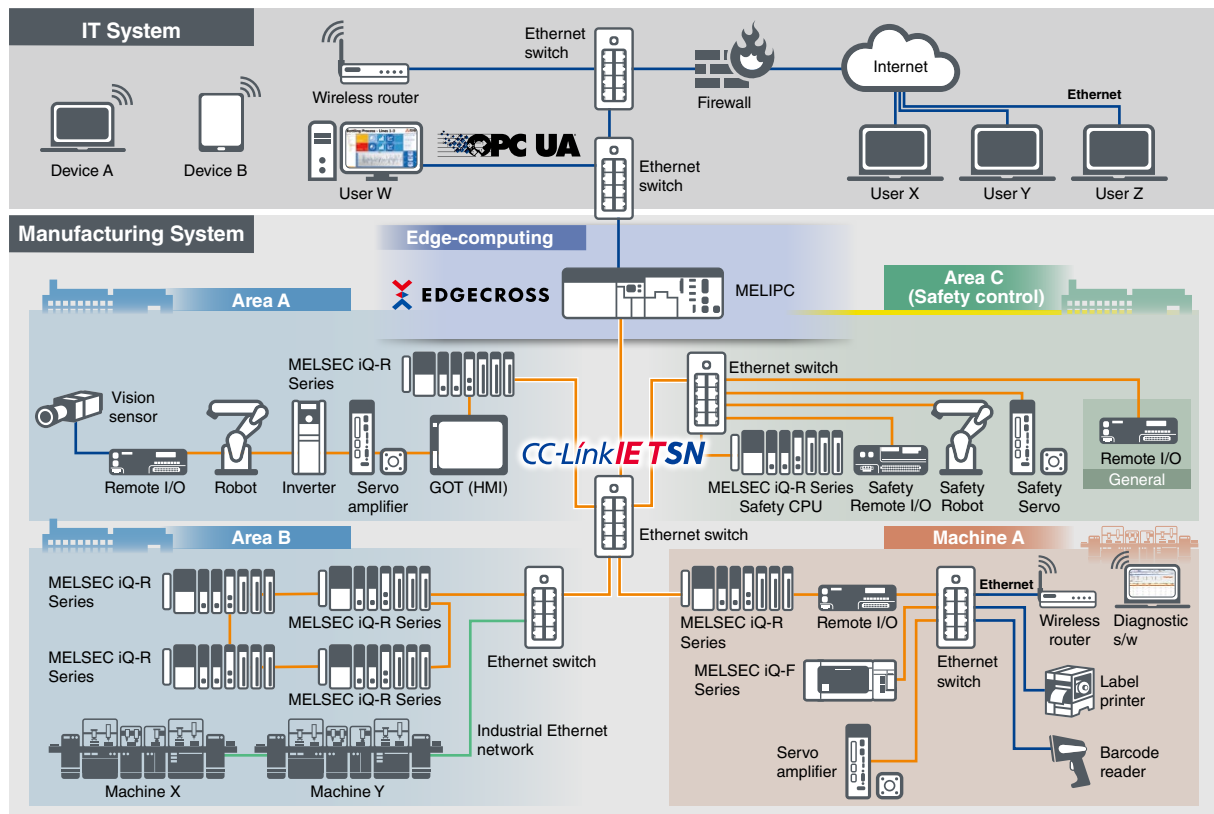 IT System
Ethernet
switch
Wireless router
Firewall
Internet
Ethernet
Device A
Device B
User W
OPC UA
Ethernet
switch
User X
User Y
User Z
Manufacturing System
Edge-computing
EDGECROSS
MELIPC
Area A
Area C
(Safety control)
MELSEC iQ-R
Series
Vision
sensor
Remote I/O
Robot
Inverter
Servo
amplifier
GOT (HMI)
CC-Link IE TSN
Ethernet switch
MELSEC iQ-R Series
Safety CPU
Safety
Remote I/O
Safety
Robot
Safety
Servo
Remote I/O
General
Ethernet switch
Area B
MELSEC iQ-R
Series
MELSEC iQ-R Series
MELSEC iQ-R
Series
MELSEC iQ-R Series
Ethernet switch
Industrial Ethernet
network
Machine X
Machine Y
Machine A
MELSEC iQ-R
Series
Remote I/O
Ethernet
Wireless
router
Diagnostic
s/w
MELSEC iQ-F
Series
Ethernet
switch
Label
printer
Servo
amplifier
Barcode
reader